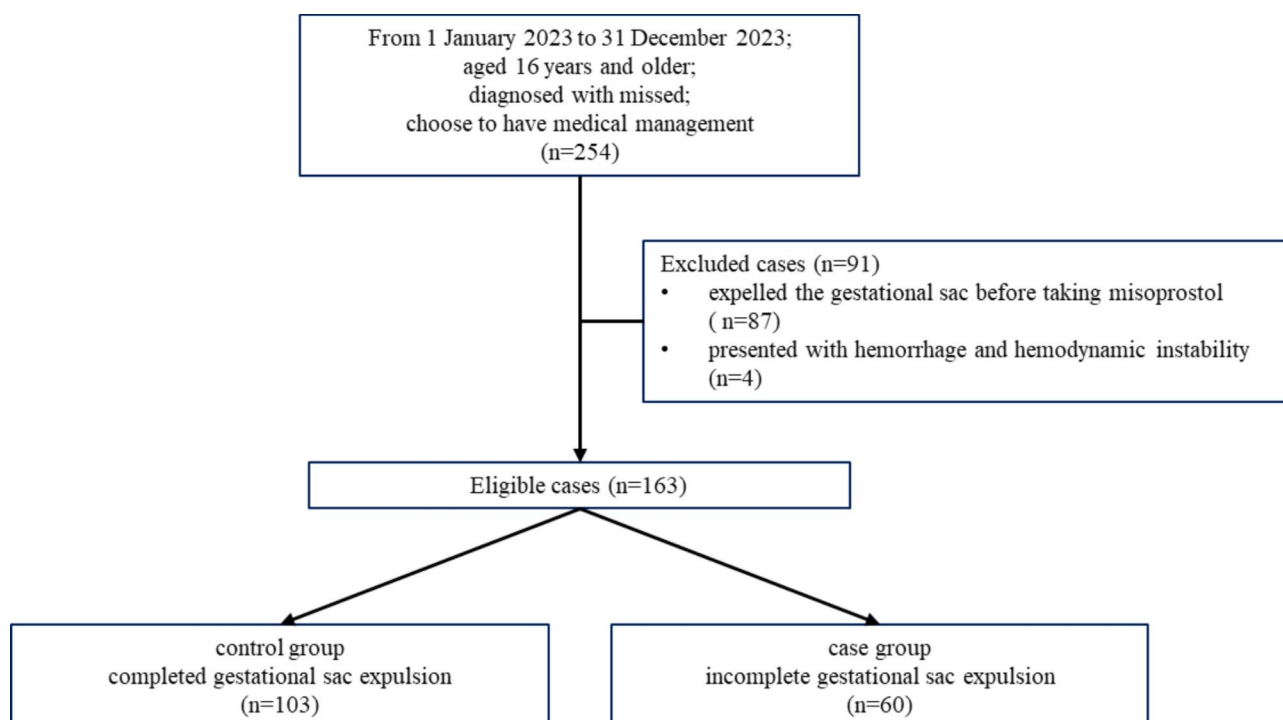 From 1 January 2023 to 31 December 2023;
aged 16 years and older;
diagnosed with missed;
choose to have medical management
(n=254)
Excluded cases (n=91)
• expelled the gestational sac before taking misoprostol
( n=87)
• presented with hemorrhage and hemodynamic instability
(n=4)
Eligible cases (n=163)
control group
completed gestational sac expulsion
(n=103)
case group
incomplete gestational sac expulsion
(n=60)